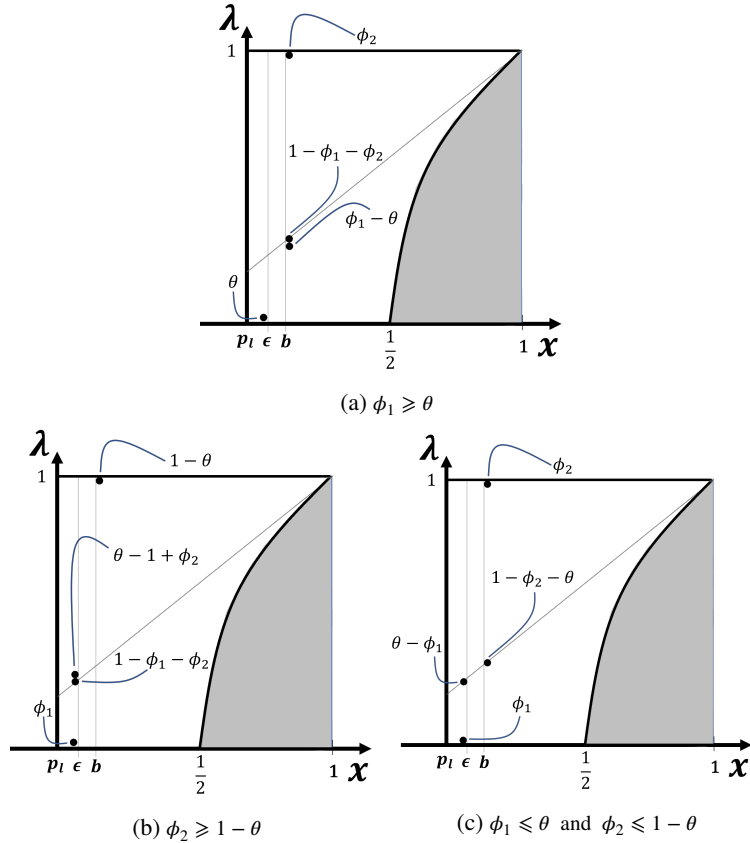 λ
1
ϕ₂
1 − ϕ₁ − ϕ₂
ϕ₁ − θ
θ
pₗ ϵ b
1/2
1
x
(a) ϕ₁ ⩾ θ
λ
1
1 − θ
θ − 1 + ϕ₂
1 − ϕ₁ − ϕ₂
ϕ₁
pₗ ϵ b
1/2
1
x
(b) ϕ₂ ⩾ 1 − θ
λ
1
ϕ₂
1 − ϕ₂ − θ
θ − ϕ₁
ϕ₁
pₗ ϵ b
1/2
1
x
(c) ϕ₁ ⩽ θ and ϕ₂ ⩽ 1 − θ